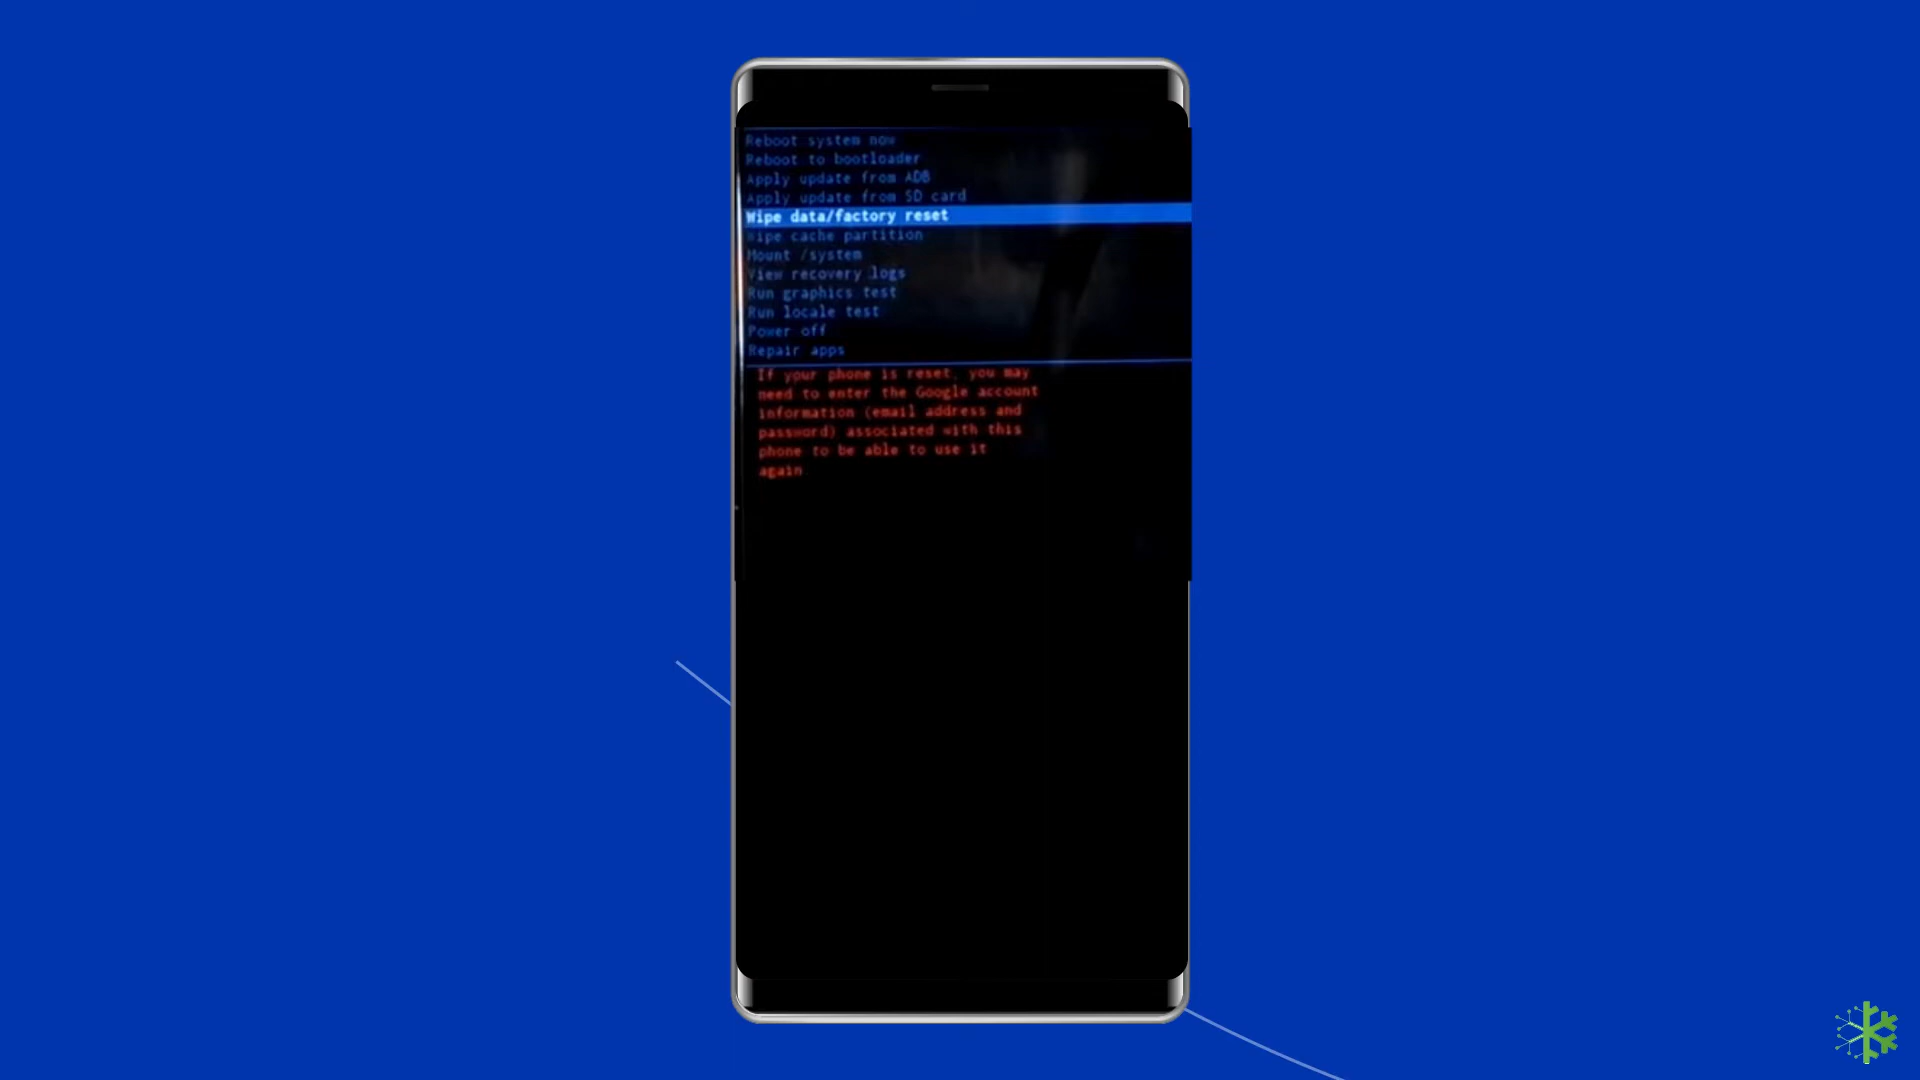 Reboot system now
Reboot to bootloader
Apply update from ADB
Apply update from SD card
Wipe data/factory reset
Wipe cache partition
Mount /system
View recovery logs
Run graphics test
Run locale test
Power off
Repair apps
If your phone is reset, you may
need to enter the Google account
information (email address and
password) associated with this
phone to be able to use it
again